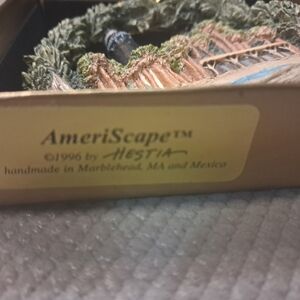 AmeriScape™
©1996 by HESTIA
handmade in Marblehead, MA and Mexico